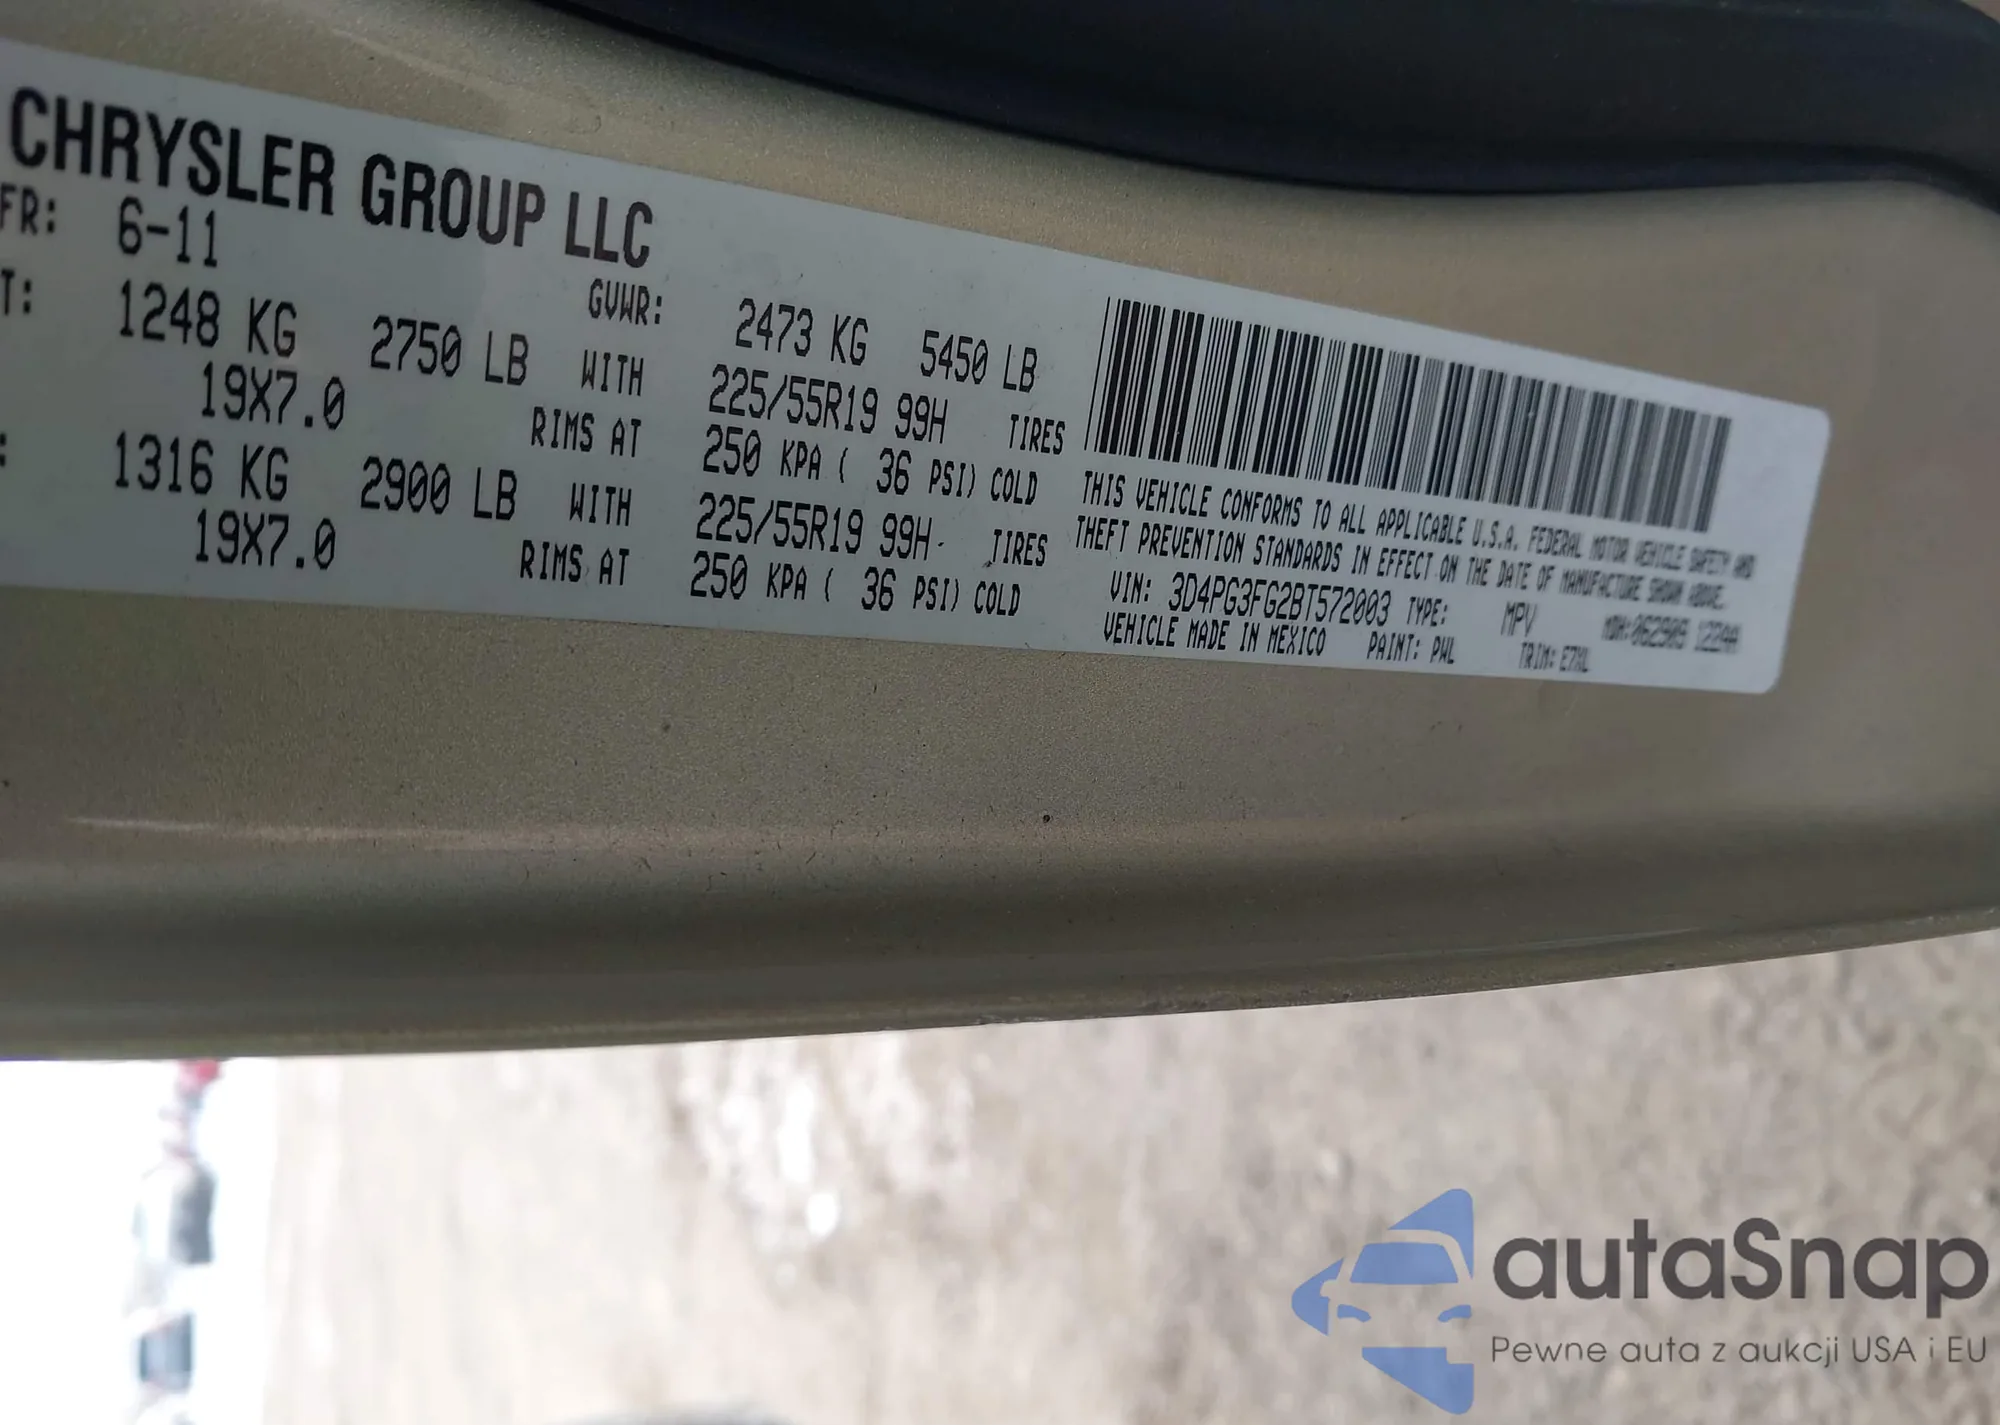 CHRYSLER GROUP LLC
FR: 6-11 GVWR: 2473 KG 5450 LB
T: 1248 KG 2750 LB WITH 225/55R19 99H TIRES
19X7.0 RIMS AT 250 KPA ( 36 PSI) COLD
: 1316 KG 2900 LB WITH 225/55R19 99H TIRES
19X7.0 RIMS AT 250 KPA ( 36 PSI) COLD
THIS VEHICLE CONFORMS TO ALL APPLICABLE U.S.A. FEDERAL MOTOR VEHICLE SAFETY AND
THEFT PREVENTION STANDARDS IN EFFECT ON THE DATE OF MANUFACTURE SHOWN ABOVE.
VIN: 3D4PG3FG2BT572003 TYPE: MPV
VEHICLE MADE IN MEXICO PAINT: PWL TRIM: E7XL
autaSnap
Pewne auta z aukcji USA i EU